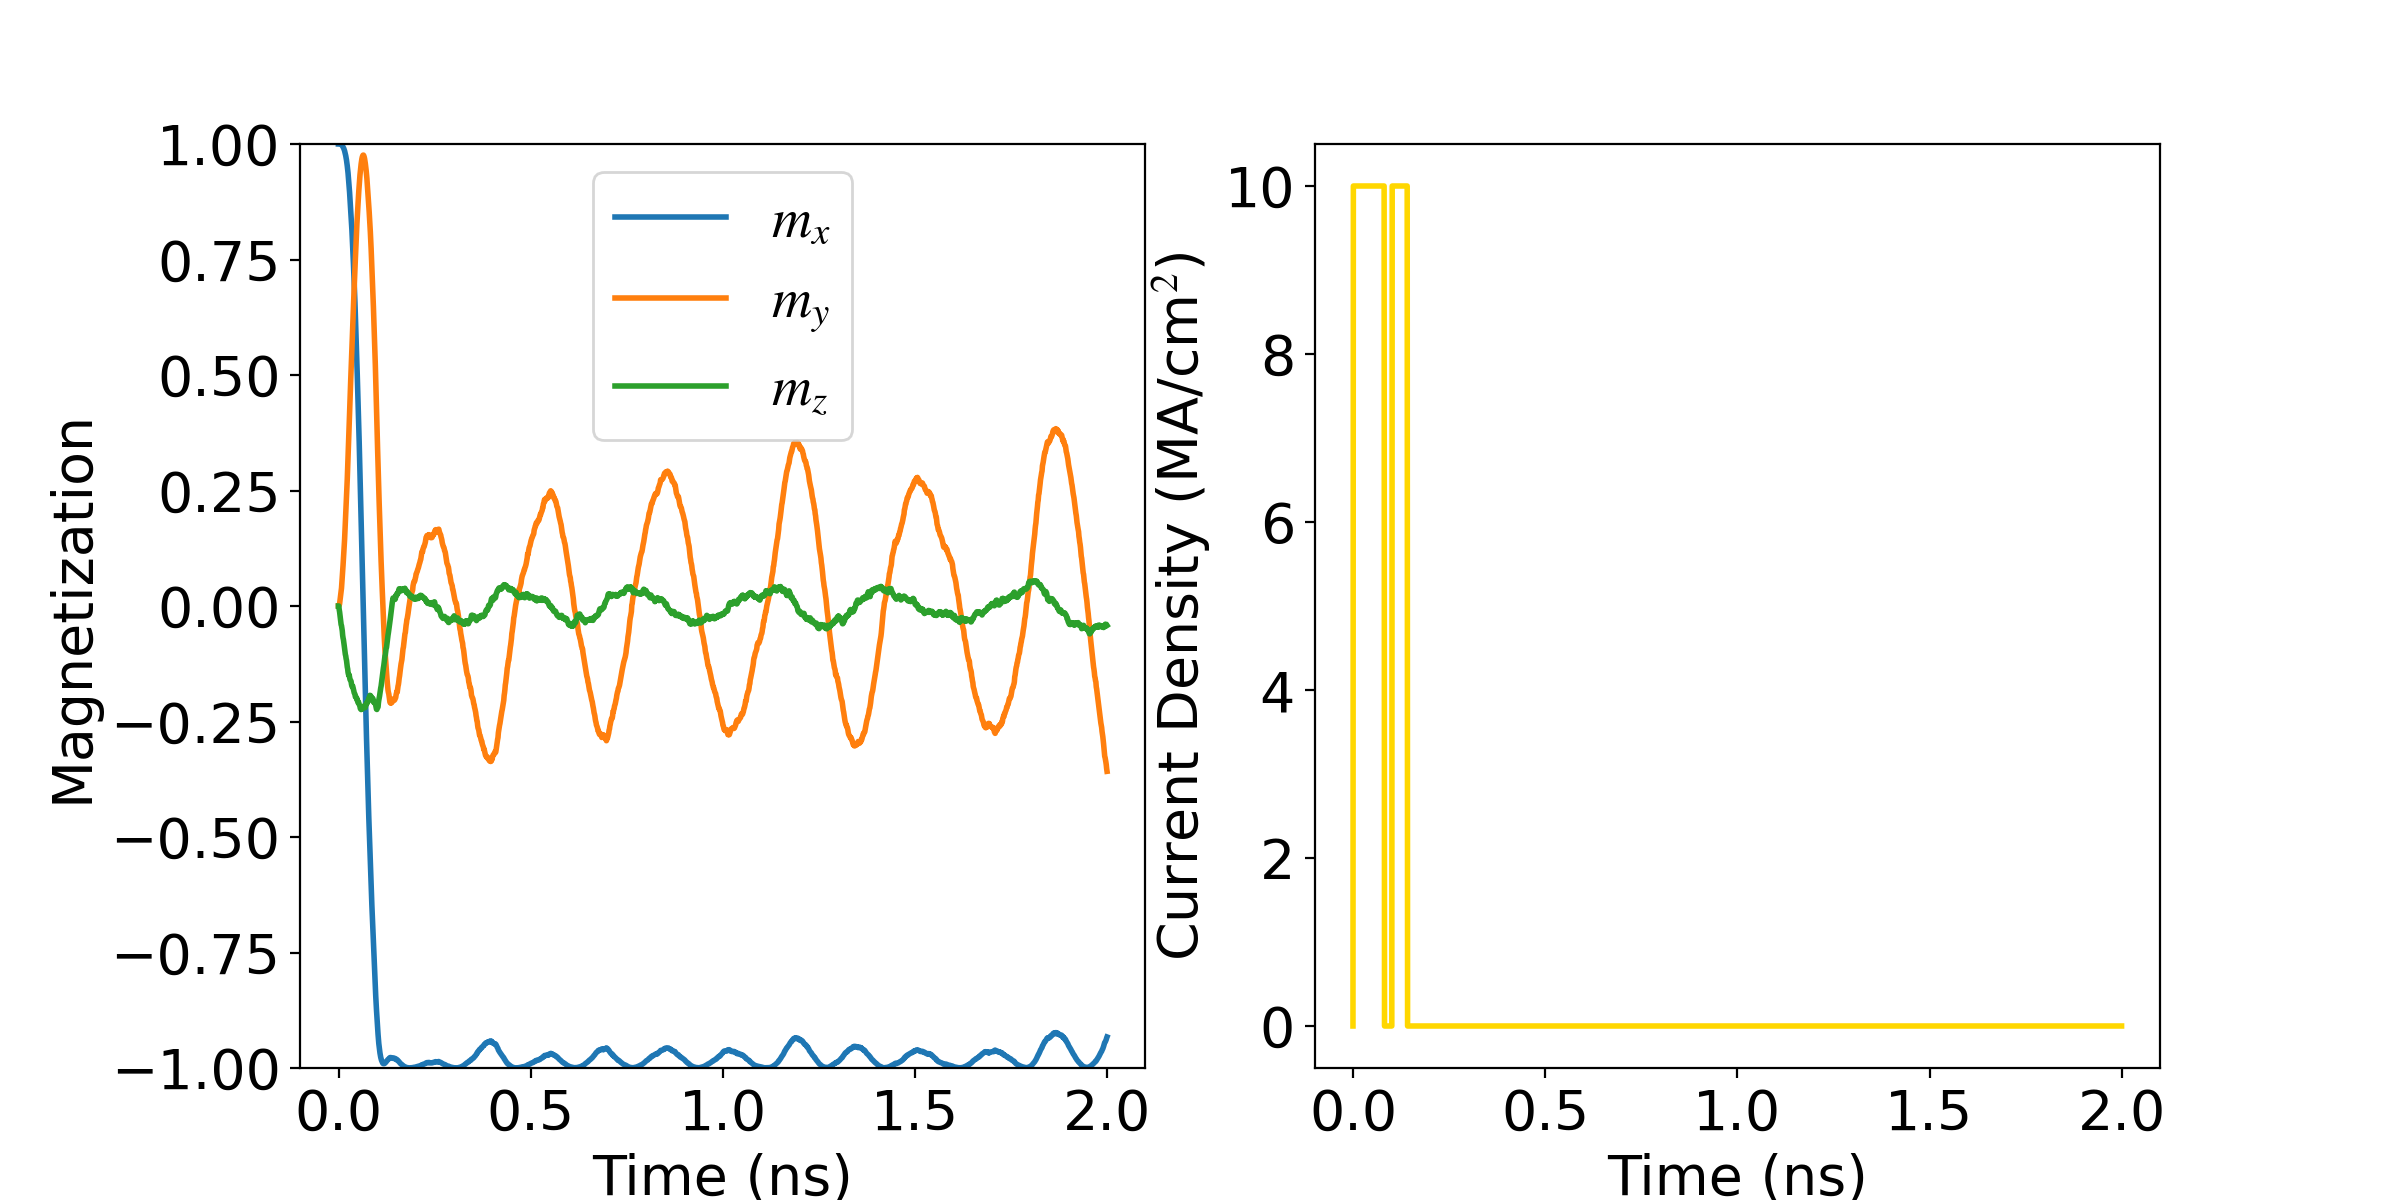 Magnetization
1.00
0.75
0.50
0.25
0.00
−0.25
−0.50
−0.75
−1.00
0.0 0.5 1.0 1.5 2.0
Time (ns)
m_x
m_y
m_z
Current Density (MA/cm²)
10
8
6
4
2
0
0.0 0.5 1.0 1.5 2.0
Time (ns)